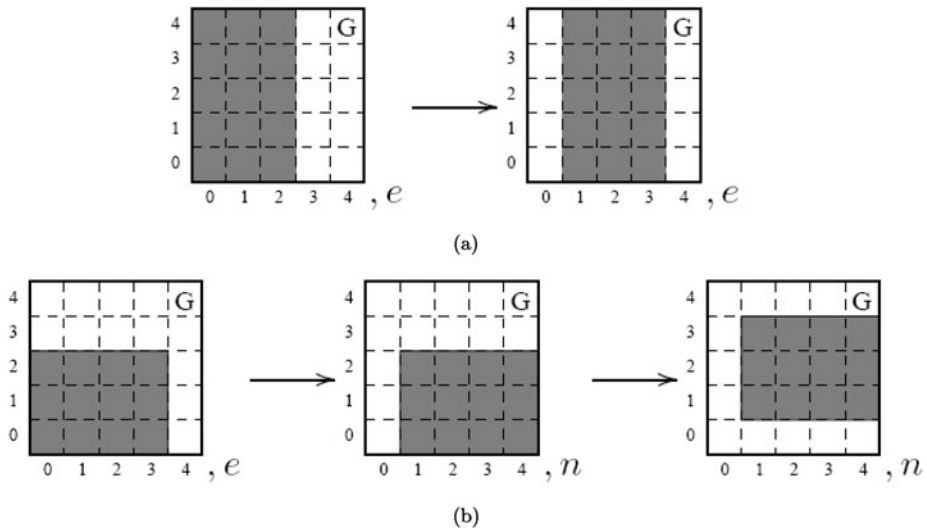 4 G 4 G
3 3
2 2
1 1
0 0
0 1 2 3 4 , e 0 1 2 3 4 , e
(a)
4 G 4 G 4 G
3 3 3
2 2 2
1 1 1
0 0 0
0 1 2 3 4 , e 0 1 2 3 4 , n 0 1 2 3 4 , n
(b)